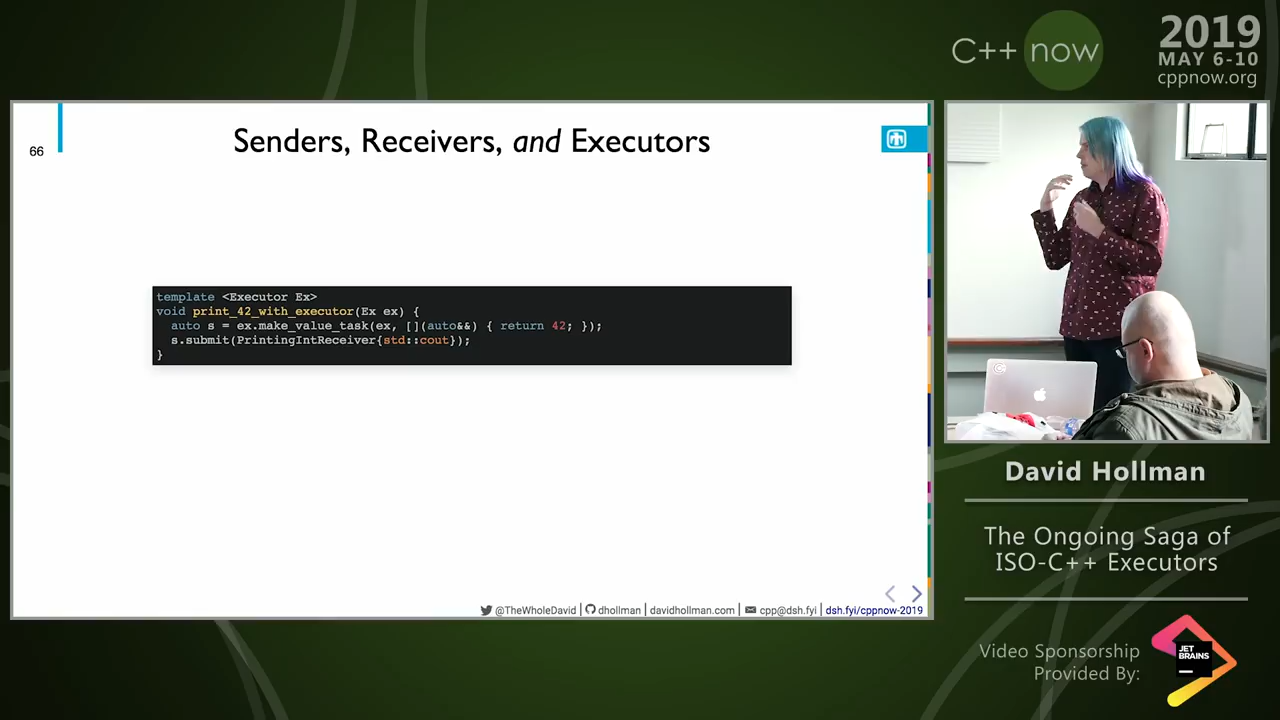 C++ now
2019
MAY 6-10
cppnow.org
66
Senders, Receivers, and Executors
template <Executor Ex>
void print_42_with_executor(Ex ex) {
  auto s = ex.make_value_task(ex, [](auto&&) { return 42; });
  s.submit(PrintingIntReceiver{std::cout});
}
@TheWholeDavid | dhollman | davidhollman.com | cpp@dsh.fyi | dsh.fyi/cppnow-2019
David Hollman
The Ongoing Saga of
ISO-C++ Executors
Video Sponsorship
Provided By:
JET
BRAINS